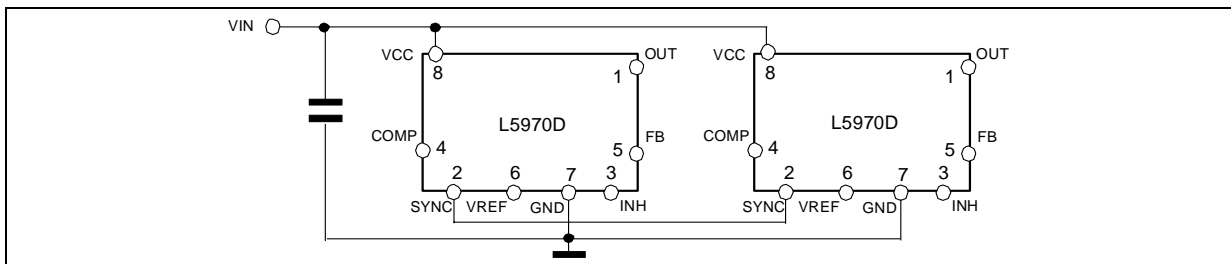 VIN
VCC
8
OUT
1
L5970D
COMP
4
FB
5
2
6
7
3
SYNC
VREF
GND
INH
VCC
8
OUT
1
L5970D
COMP
4
FB
5
2
6
7
3
SYNC
VREF
GND
INH